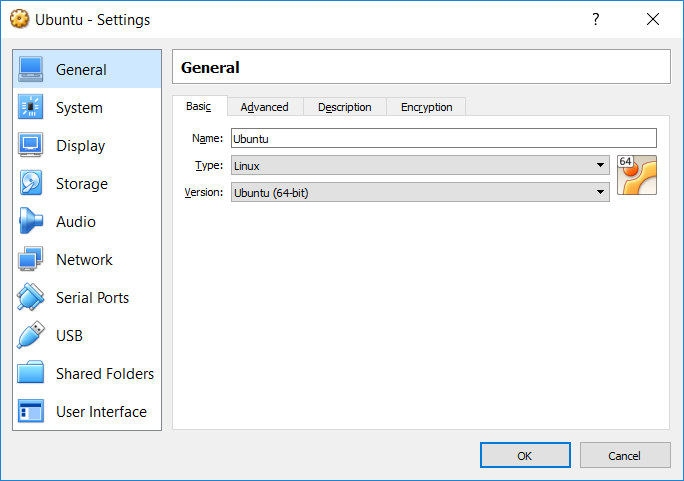 Ubuntu - Settings
?
General
System
Display
Storage
Audio
Network
Serial Ports
USB
Shared Folders
User Interface
General
Basic Advanced Description Encryption
Name: Ubuntu
Type: Linux
64
Version: Ubuntu (64-bit)
OK Cancel